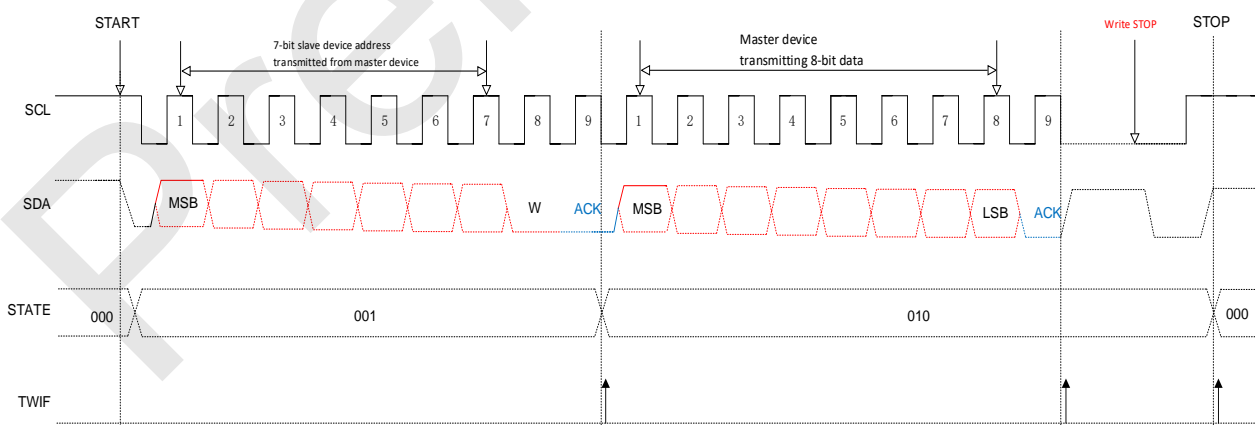 START
7-bit slave device address
transmitted from master device
Master device
transmitting 8-bit data
Write STOP
STOP
SCL
1 2 3 4 5 6 7 8 9 1 2 3 4 5 6 7 8 9
SDA
MSB W ACK MSB LSB ACK
STATE
000 001 010 000
TWIF
Pre